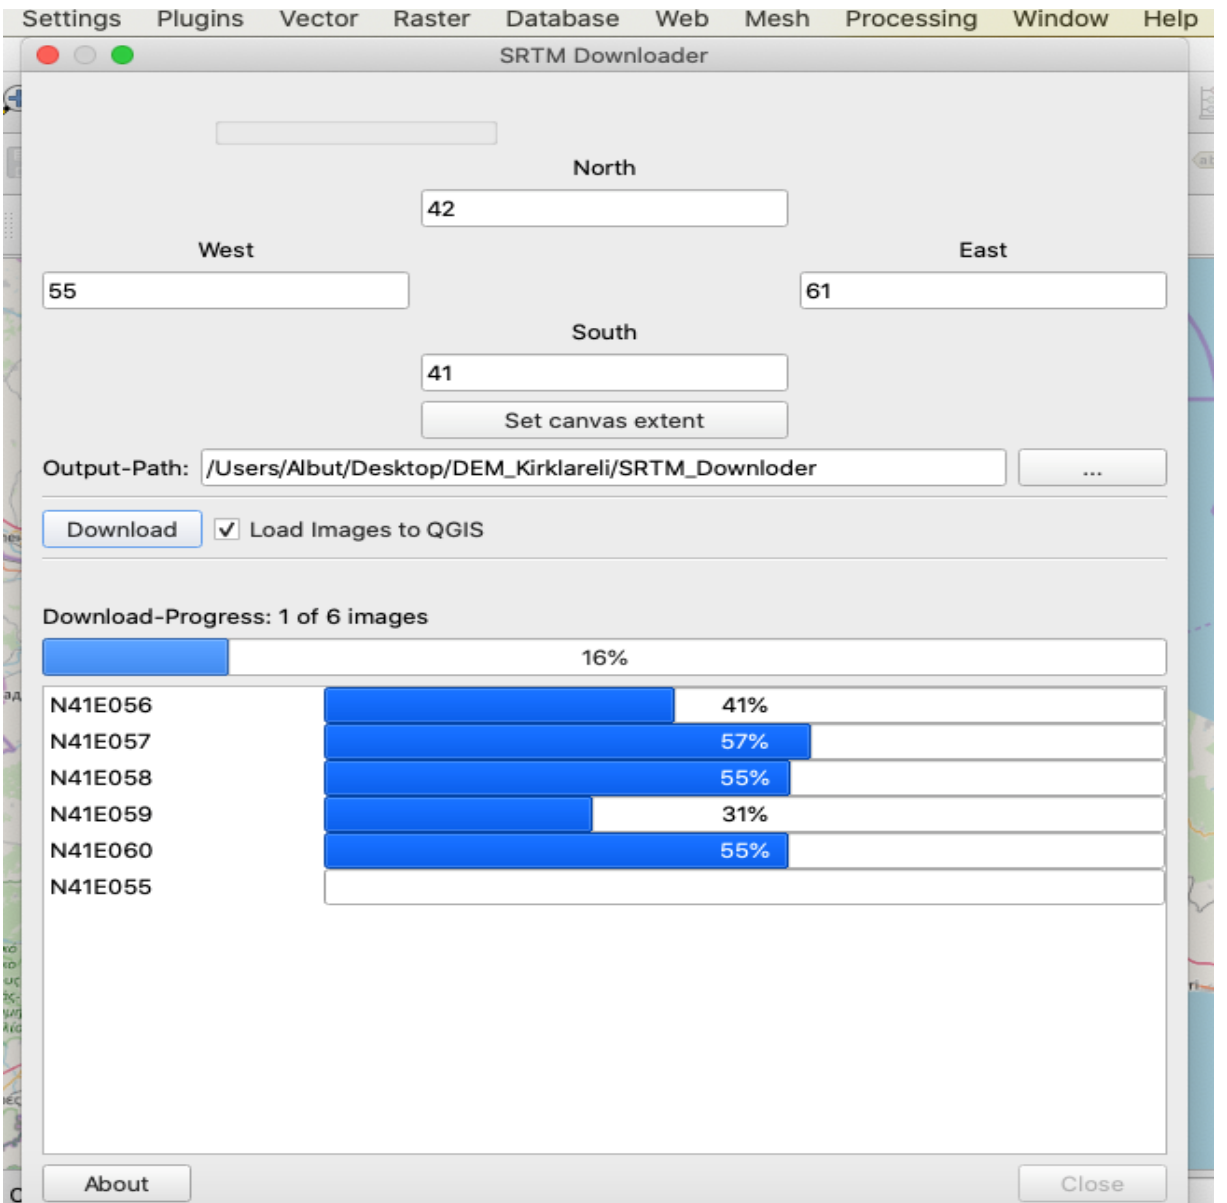 Settings Plugins Vector Raster Database Web Mesh Processing Window Help
SRTM Downloader
North
42
West East
55 61
South
41
Set canvas extent
Output-Path: /Users/Albut/Desktop/DEM_Kirklareli/SRTM_Downloder ...
Download Load Images to QGIS
Download-Progress: 1 of 6 images
16%
N41E056 41%
N41E057 57%
N41E058 55%
N41E059 31%
N41E060 55%
N41E055
About Close